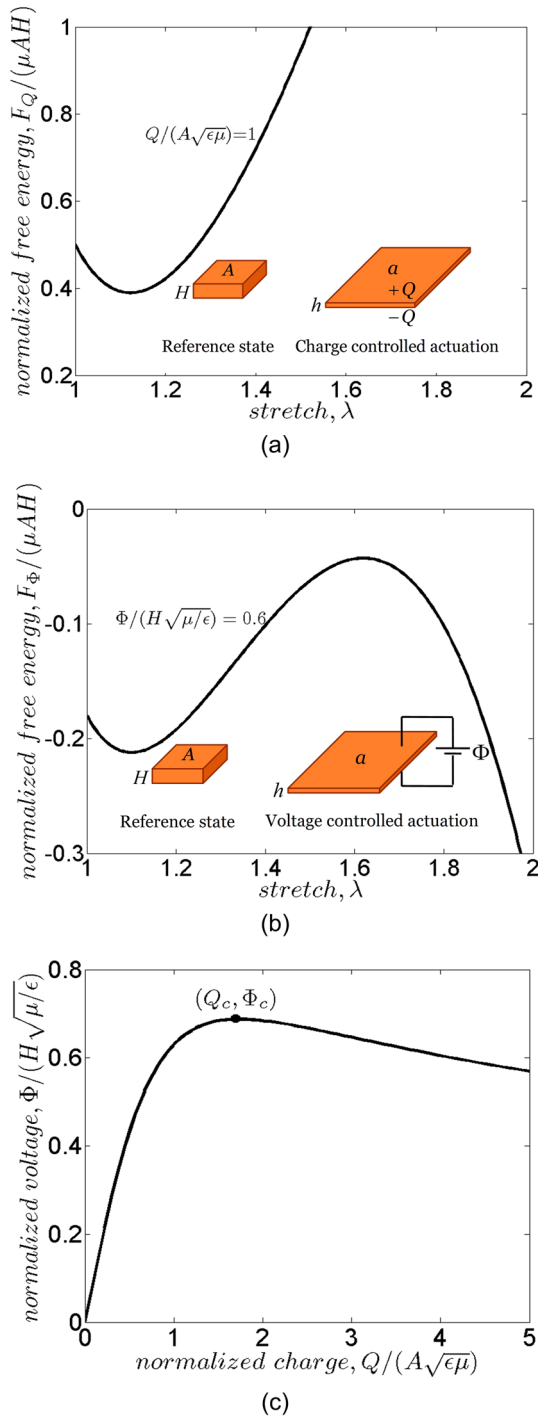 normalized free energy, F_Q/(μAH)
1
0.8
0.6
0.4
0.2
Q/(A√ϵμ)=1
A
H
a
+Q
h
−Q
Reference state
Charge controlled actuation
1 1.2 1.4 1.6 1.8 2
stretch, λ
(a)
normalized free energy, F_Φ/(μAH)
0
-0.1
-0.2
-0.3
Φ/(H√μ/ϵ) = 0.6
A
H
a
Φ
h
Reference state
Voltage controlled actuation
1 1.2 1.4 1.6 1.8 2
stretch, λ
(b)
normalized voltage, Φ/(H√μ/ϵ)
0.8
0.6
0.4
0.2
0
(Q_c, Φ_c)
0 1 2 3 4 5
normalized charge, Q/(A√ϵμ)
(c)